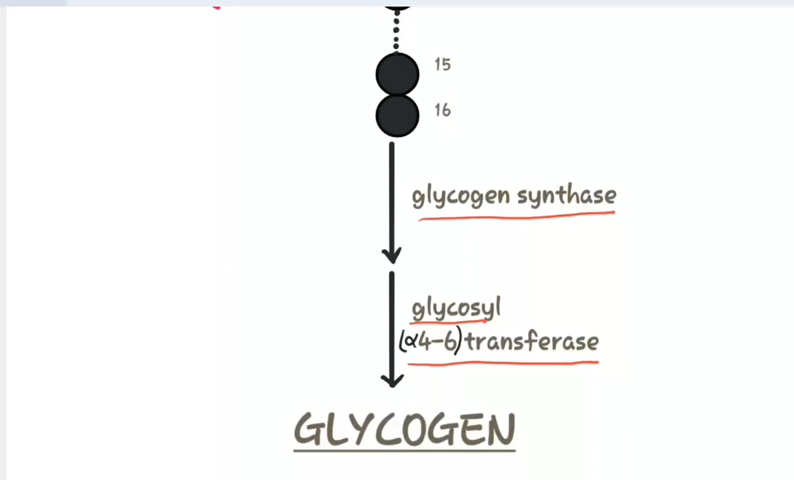 15
16
glycogen synthase
glycosyl
(α4-6)transferase
GLYCOGEN